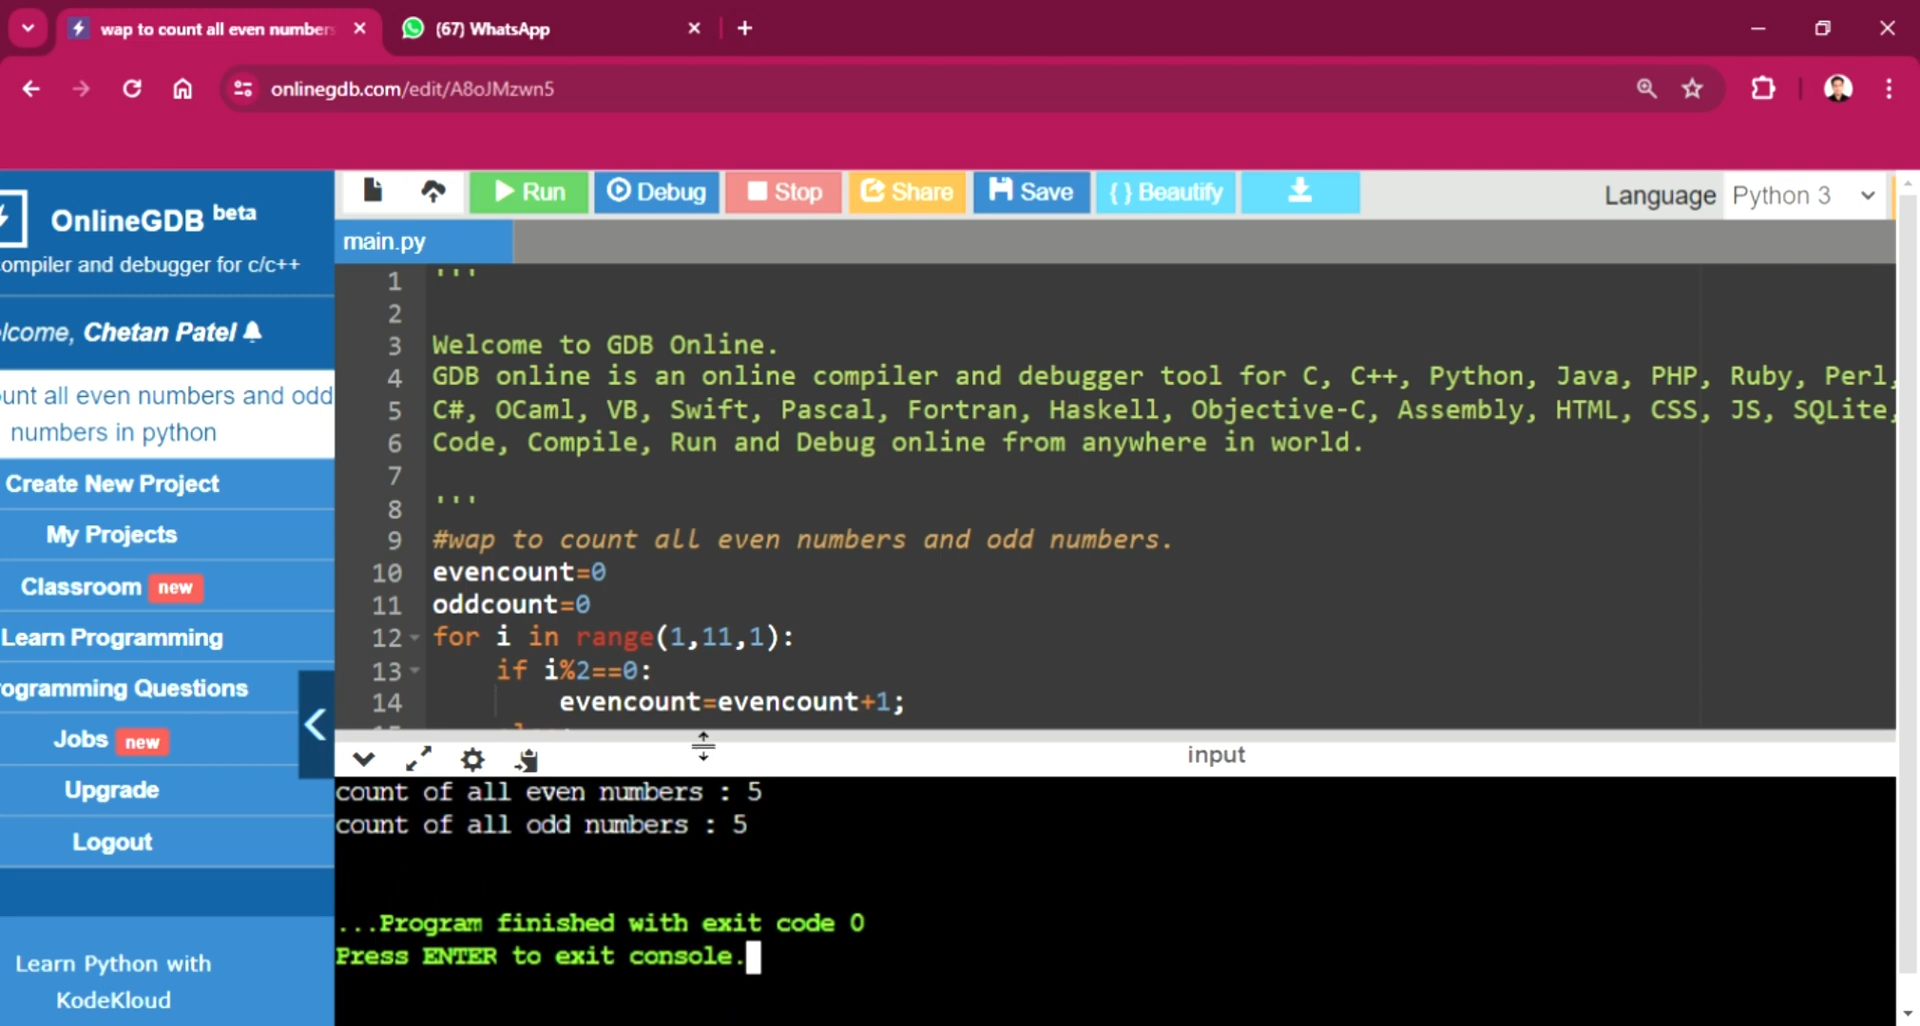 wap to count all even number
(67) WhatsApp
onlinegdb.com/edit/A8oJMzwn5
Run
Debug
Stop
Share
Save
{ } Beautify
Language
Python 3
OnlineGDB beta
ompiler and debugger for c/c++
lcome, Chetan Patel
unt all even numbers and odd
numbers in python
Create New Project
My Projects
Classroom new
Learn Programming
ogramming Questions
Jobs new
Upgrade
Logout
Learn Python with
KodeKloud
main.py
1 '''
2
3 Welcome to GDB Online.
4 GDB online is an online compiler and debugger tool for C, C++, Python, Java, PHP, Ruby, Perl,
5 C#, OCaml, VB, Swift, Pascal, Fortran, Haskell, Objective-C, Assembly, HTML, CSS, JS, SQLite,
6 Code, Compile, Run and Debug online from anywhere in world.
7
8 '''
9 #wap to count all even numbers and odd numbers.
10 evencount=0
11 oddcount=0
12 for i in range(1,11,1):
13 if i%2==0:
14 evencount=evencount+1;
input
count of all even numbers : 5
count of all odd numbers : 5
...Program finished with exit code 0
Press ENTER to exit console.